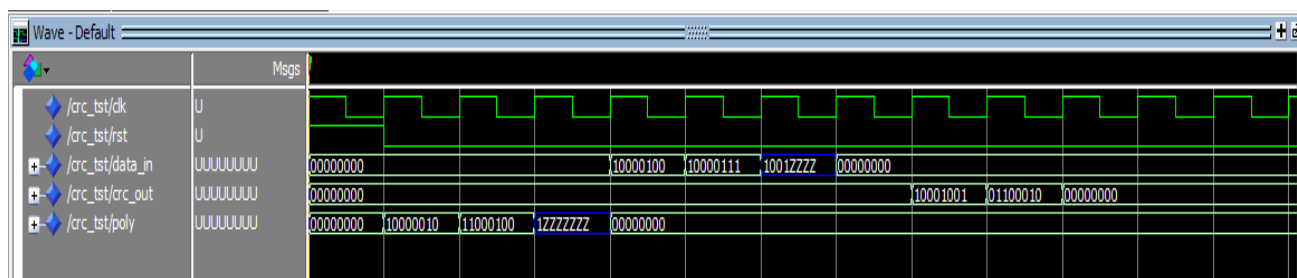 Wave - Default
Msgs
/crc_tst/clk U
/crc_tst/rst U
/crc_tst/data_in UUUUUUUU 00000000 10000100 10000111 1001ZZZZ 00000000
/crc_tst/crc_out UUUUUUUU 00000000 10001001 01100010 00000000
/crc_tst/poly UUUUUUUU 00000000 10000010 11000100 1ZZZZZZZ 00000000